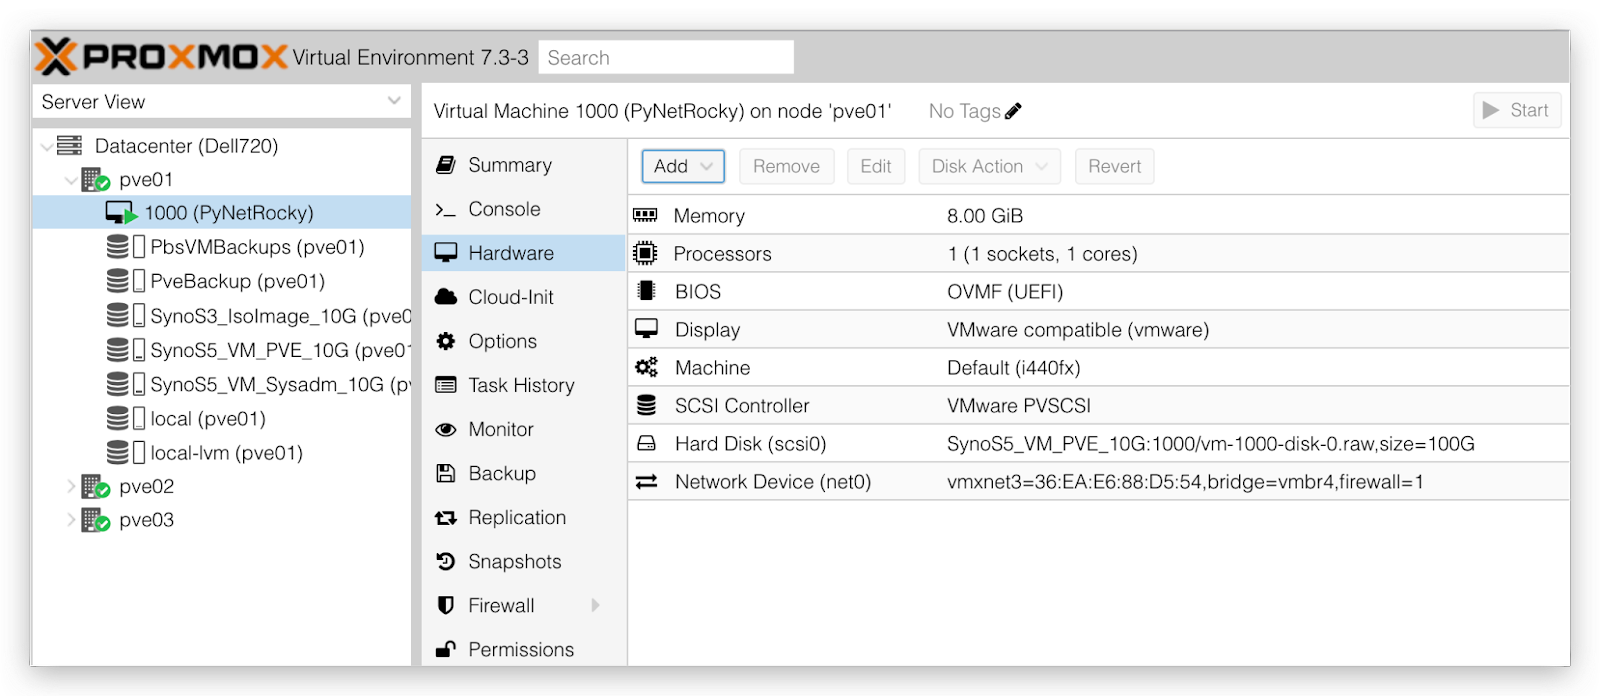 PROXMOX Virtual Environment 7.3-3 Search
Server View
Datacenter (Dell720)
pve01
1000 (PyNetRocky)
PbsVMBackups (pve01)
PveBackup (pve01)
SynoS3_IsoImage_10G (pve0
SynoS5_VM_PVE_10G (pve01
SynoS5_VM_Sysadm_10G (pv
local (pve01)
local-lvm (pve01)
pve02
pve03
Virtual Machine 1000 (PyNetRocky) on node 'pve01' No Tags Start
Summary
Console
Hardware
Cloud-Init
Options
Task History
Monitor
Backup
Replication
Snapshots
Firewall
Permissions
Add Remove Edit Disk Action Revert
Memory 8.00 GiB
Processors 1 (1 sockets, 1 cores)
BIOS OVMF (UEFI)
Display VMware compatible (vmware)
Machine Default (i440fx)
SCSI Controller VMware PVSCSI
Hard Disk (scsi0) SynoS5_VM_PVE_10G:1000/vm-1000-disk-0.raw,size=100G
Network Device (net0) vmxnet3=36:EA:E6:88:D5:54,bridge=vmbr4,firewall=1